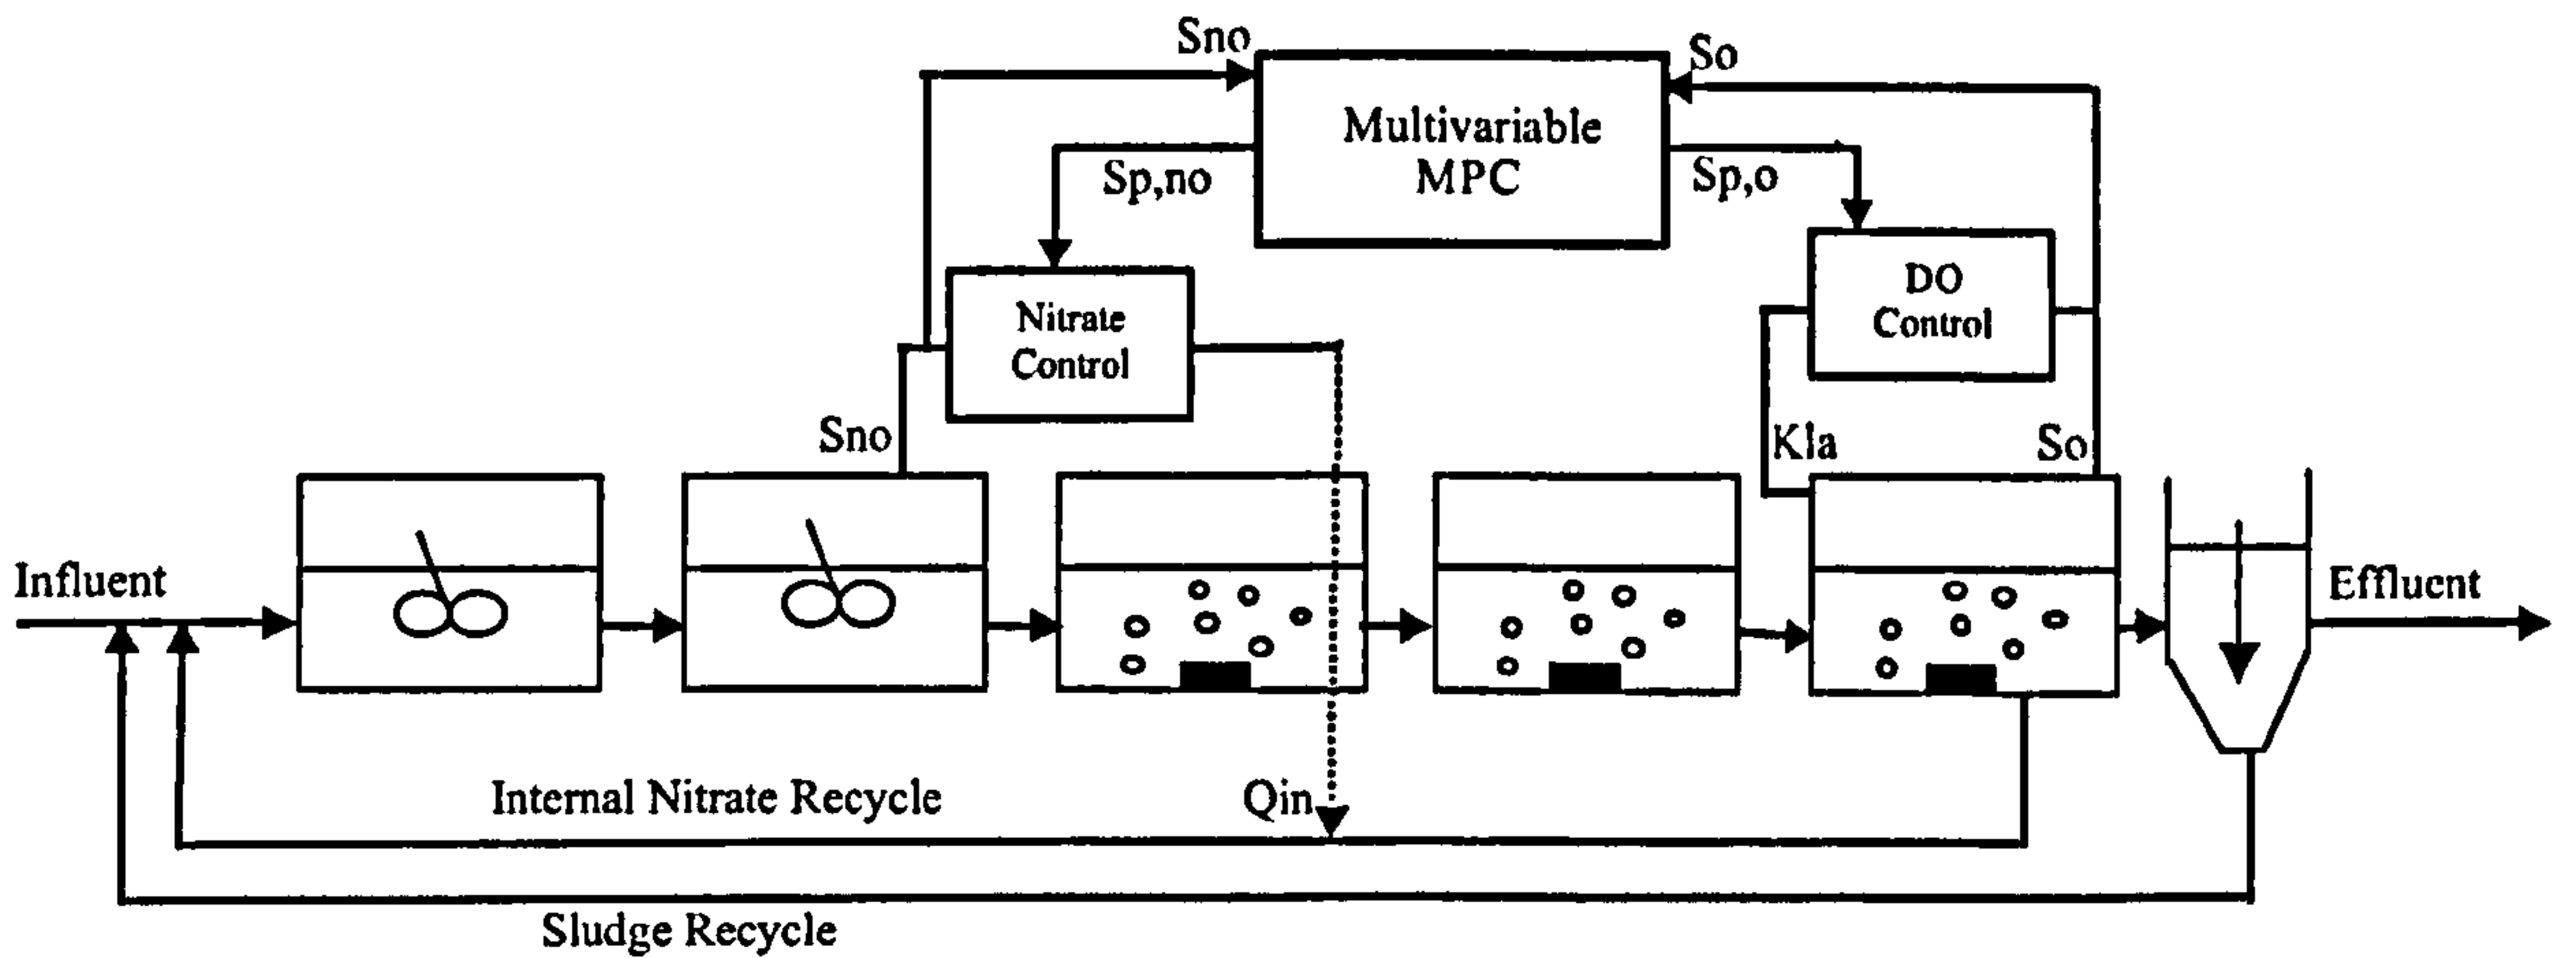 Sno
So
Multivariable
MPC
Sp,no
Sp,o
DO
Control
Nitrate
Control
Sno
Kla
So
Influent
Effluent
Internal Nitrate Recycle
Qin
Sludge Recycle